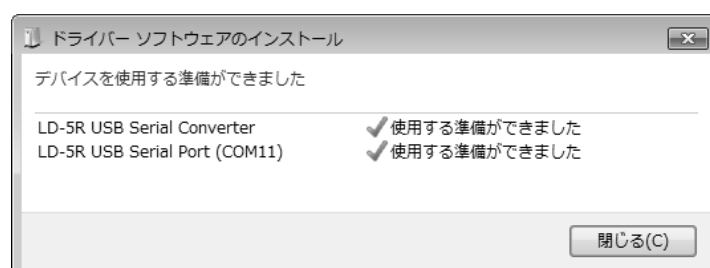 ドライバー ソフトウェアのインストール
デバイスを使用する準備ができました
LD-5R USB Serial Converter 使用する準備ができました
LD-5R USB Serial Port (COM11) 使用する準備ができました
閉じる(C)